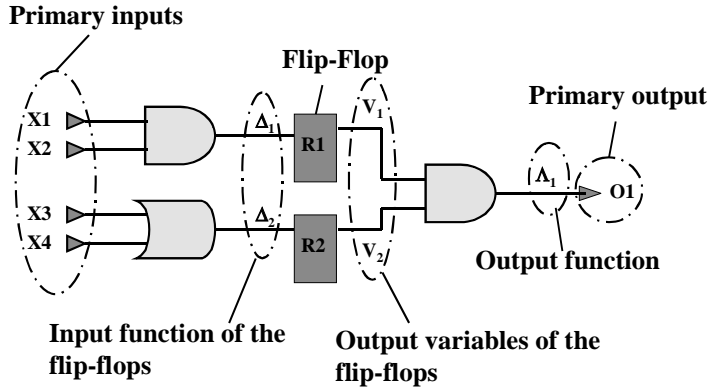 Primary inputs
Flip-Flop
Primary output
X1
X2
X3
X4
Δ1
Δ2
R1
R2
V1
V2
Λ1
O1
Output function
Input function of the
flip-flops
Output variables of the
flip-flops